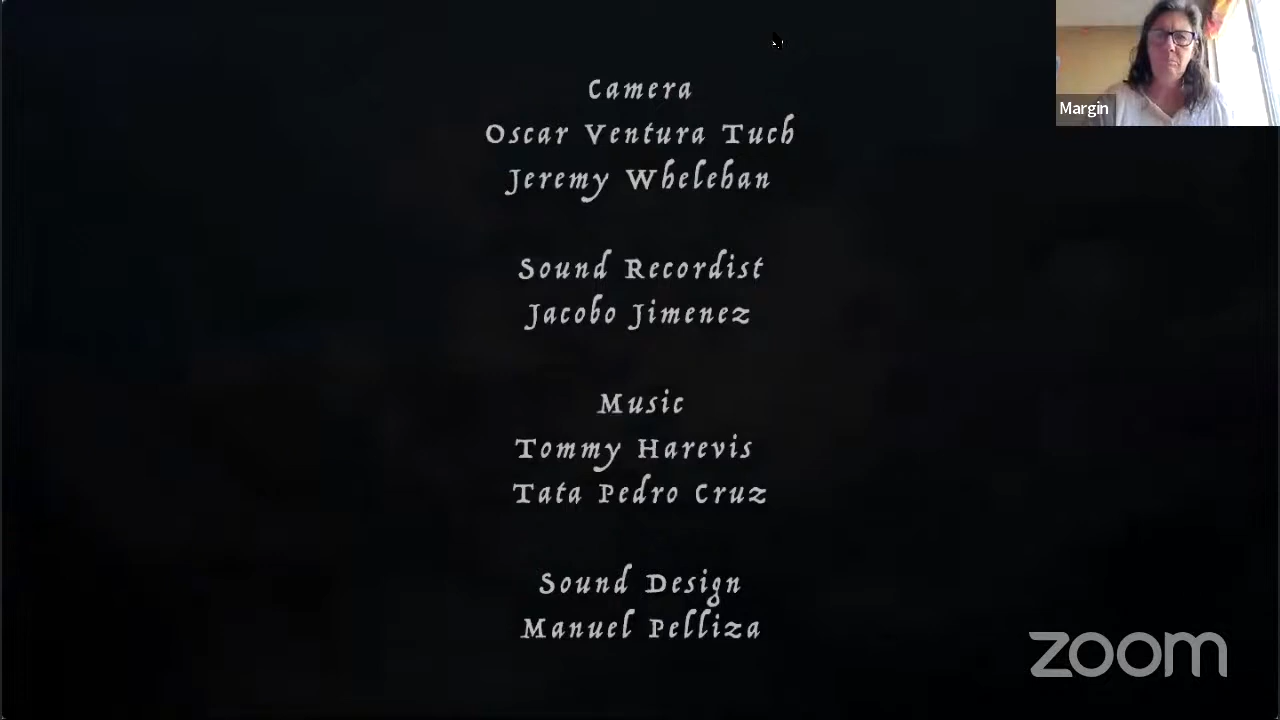 Camera
Oscar Ventura Tuch
Jeremy Whelehan
Sound Recordist
Jacobo Jimenez
Music
Tommy Harevis
Tata Pedro Cruz
Sound Design
Manuel Pelliza
Margin
zoom